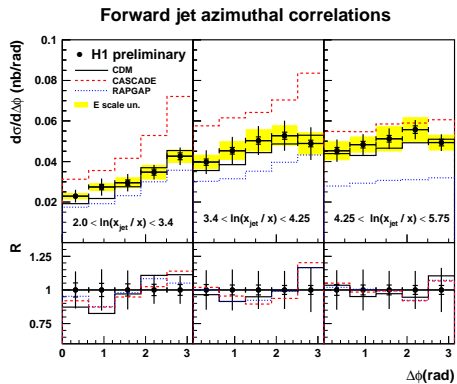 Forward jet azimuthal correlations
dσ/dΔϕ (nb/rad)
0.1
0.08
0.06
0.04
0.02
H1 preliminary
CDM
CASCADE
RAPGAP
E scale un.
2.0 < ln(x_jet / x) < 3.4
3.4 < ln(x_jet / x) < 4.25
4.25 < ln(x_jet / x) < 5.75
R
1.25
1
0.75
0 1 2 3 0 1 2 3 0 1 2 3
Δϕ(rad)